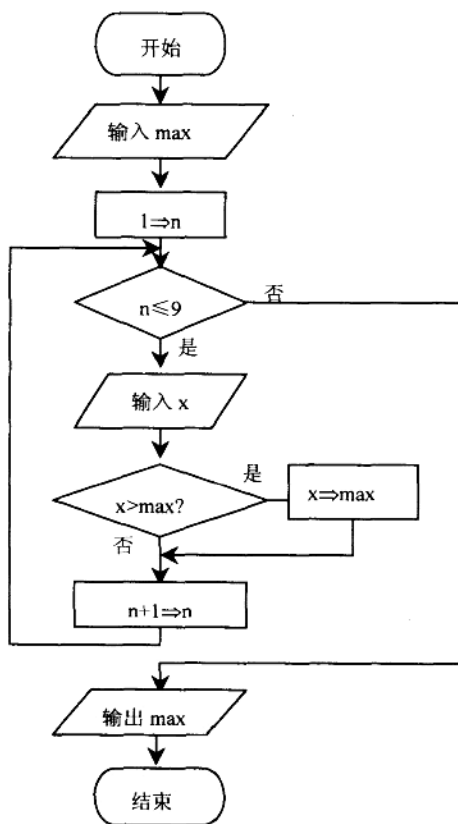 开始
输入 max
1⇒n
n≤9
否
是
输入 x
x>max?
是
x⇒max
否
n+1⇒n
输出 max
结束